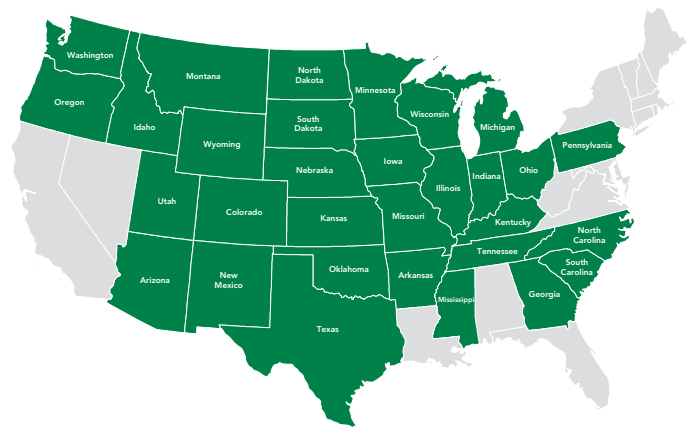 Washington
Montana
North
Dakota
Minnesota
Oregon
Idaho
Wisconsin
South
Dakota
Michigan
Wyoming
Pennsylvania
Iowa
Nebraska
Ohio
Indiana
Illinois
Utah
Colorado
Kansas
Missouri
Kentucky
North
Carolina
Tennessee
Oklahoma
Arkansas
South
Carolina
Arizona
New
Mexico
Mississippi
Georgia
Texas